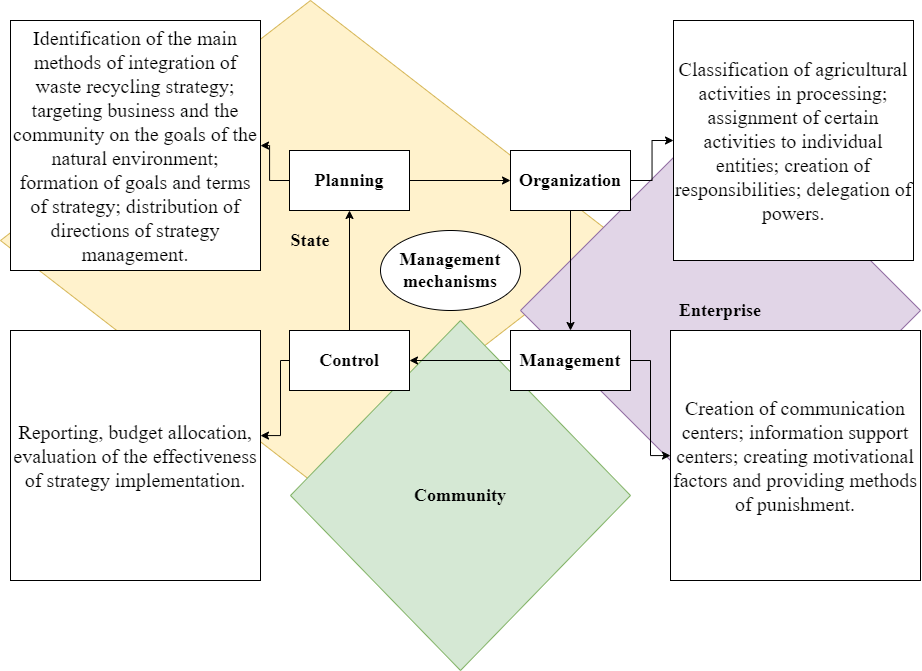 Identification of the main
methods of integration of
waste recycling strategy;
targeting business and the
community on the goals of the
natural environment;
formation of goals and terms
of strategy; distribution of
directions of strategy
management.
Planning
Organization
Classification of agricultural
activities in processing;
assignment of certain
activities to individual
entities; creation of
responsibilities; delegation of
powers.
State
Management
mechanisms
Enterprise
Control
Management
Reporting, budget allocation,
evaluation of the effectiveness
of strategy implementation.
Community
Creation of communication
centers; information support
centers; creating motivational
factors and providing methods
of punishment.